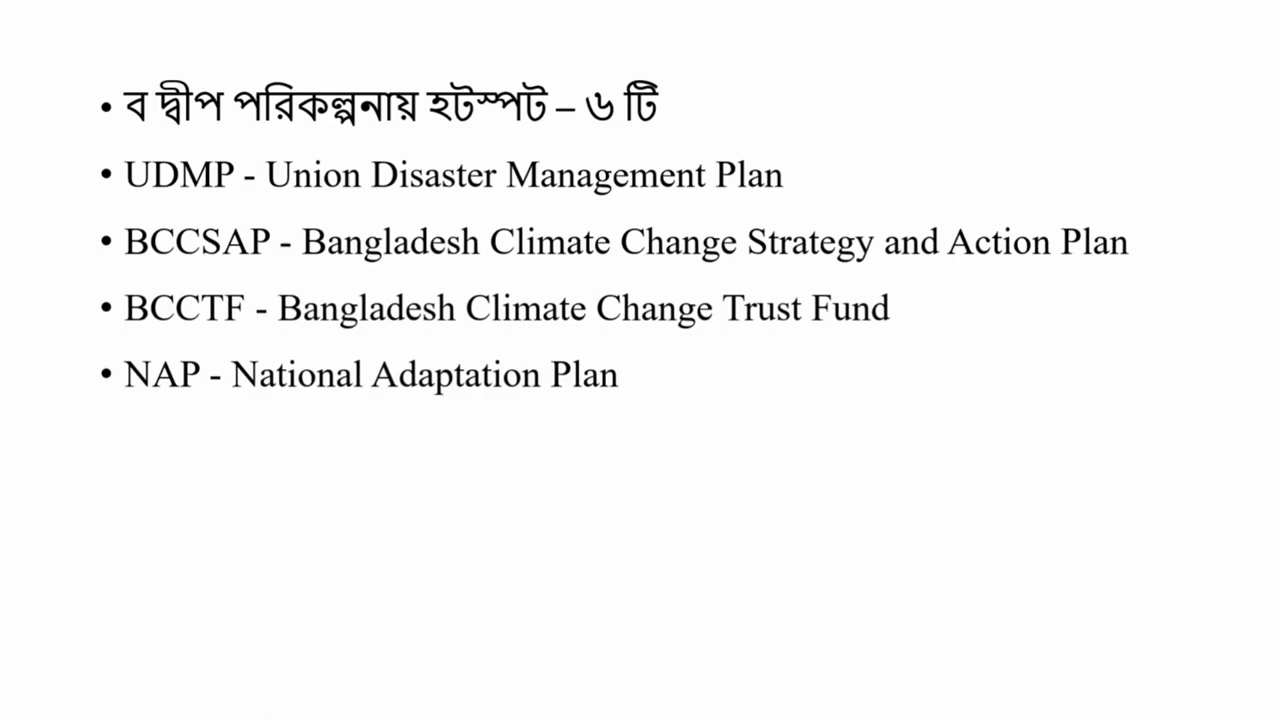 • ব দ্বীপ পরিকল্পনায় হটস্পট – ৬ টি
• UDMP - Union Disaster Management Plan
• BCCSAP - Bangladesh Climate Change Strategy and Action Plan
• BCCTF - Bangladesh Climate Change Trust Fund
• NAP - National Adaptation Plan